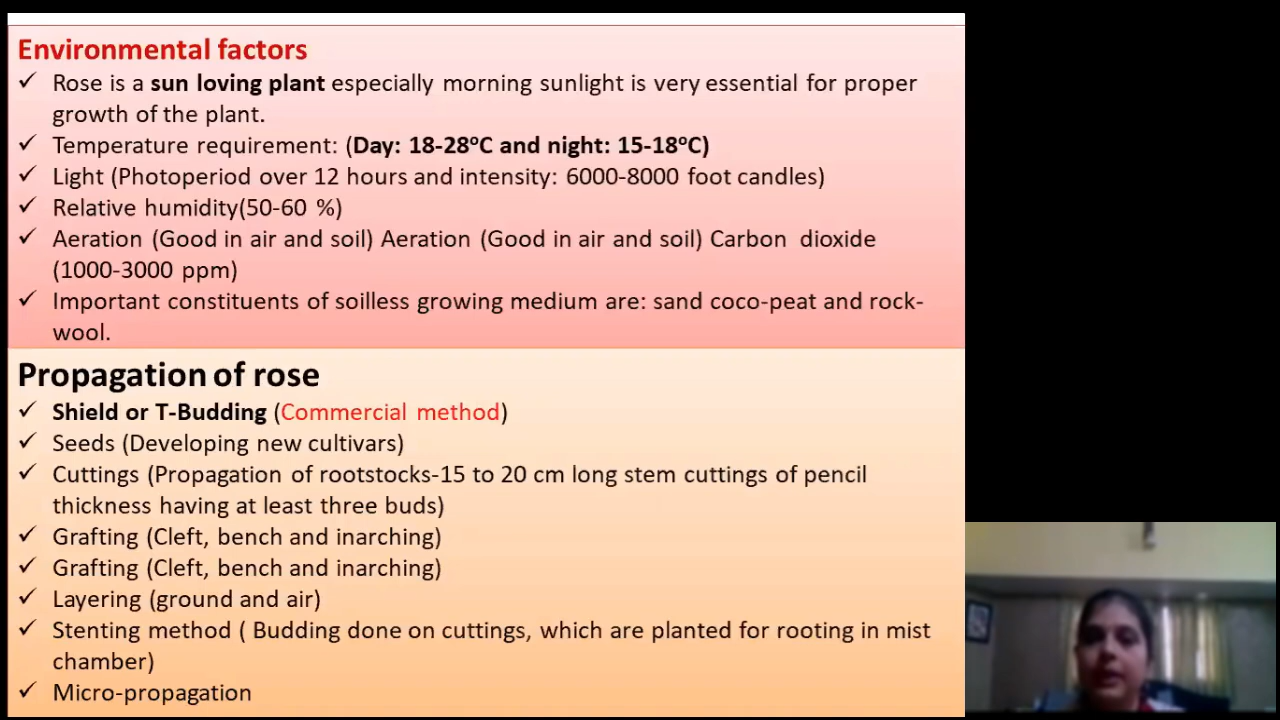 Environmental factors
✓ Rose is a sun loving plant especially morning sunlight is very essential for proper
growth of the plant.
✓ Temperature requirement: (Day: 18-28°C and night: 15-18°C)
✓ Light (Photoperiod over 12 hours and intensity: 6000-8000 foot candles)
✓ Relative humidity(50-60 %)
✓ Aeration (Good in air and soil) Aeration (Good in air and soil) Carbon dioxide
(1000-3000 ppm)
✓ Important constituents of soilless growing medium are: sand coco-peat and rock-
wool.
Propagation of rose
✓ Shield or T-Budding (Commercial method)
✓ Seeds (Developing new cultivars)
✓ Cuttings (Propagation of rootstocks-15 to 20 cm long stem cuttings of pencil
thickness having at least three buds)
✓ Grafting (Cleft, bench and inarching)
✓ Grafting (Cleft, bench and inarching)
✓ Layering (ground and air)
✓ Stenting method ( Budding done on cuttings, which are planted for rooting in mist
chamber)
✓ Micro-propagation